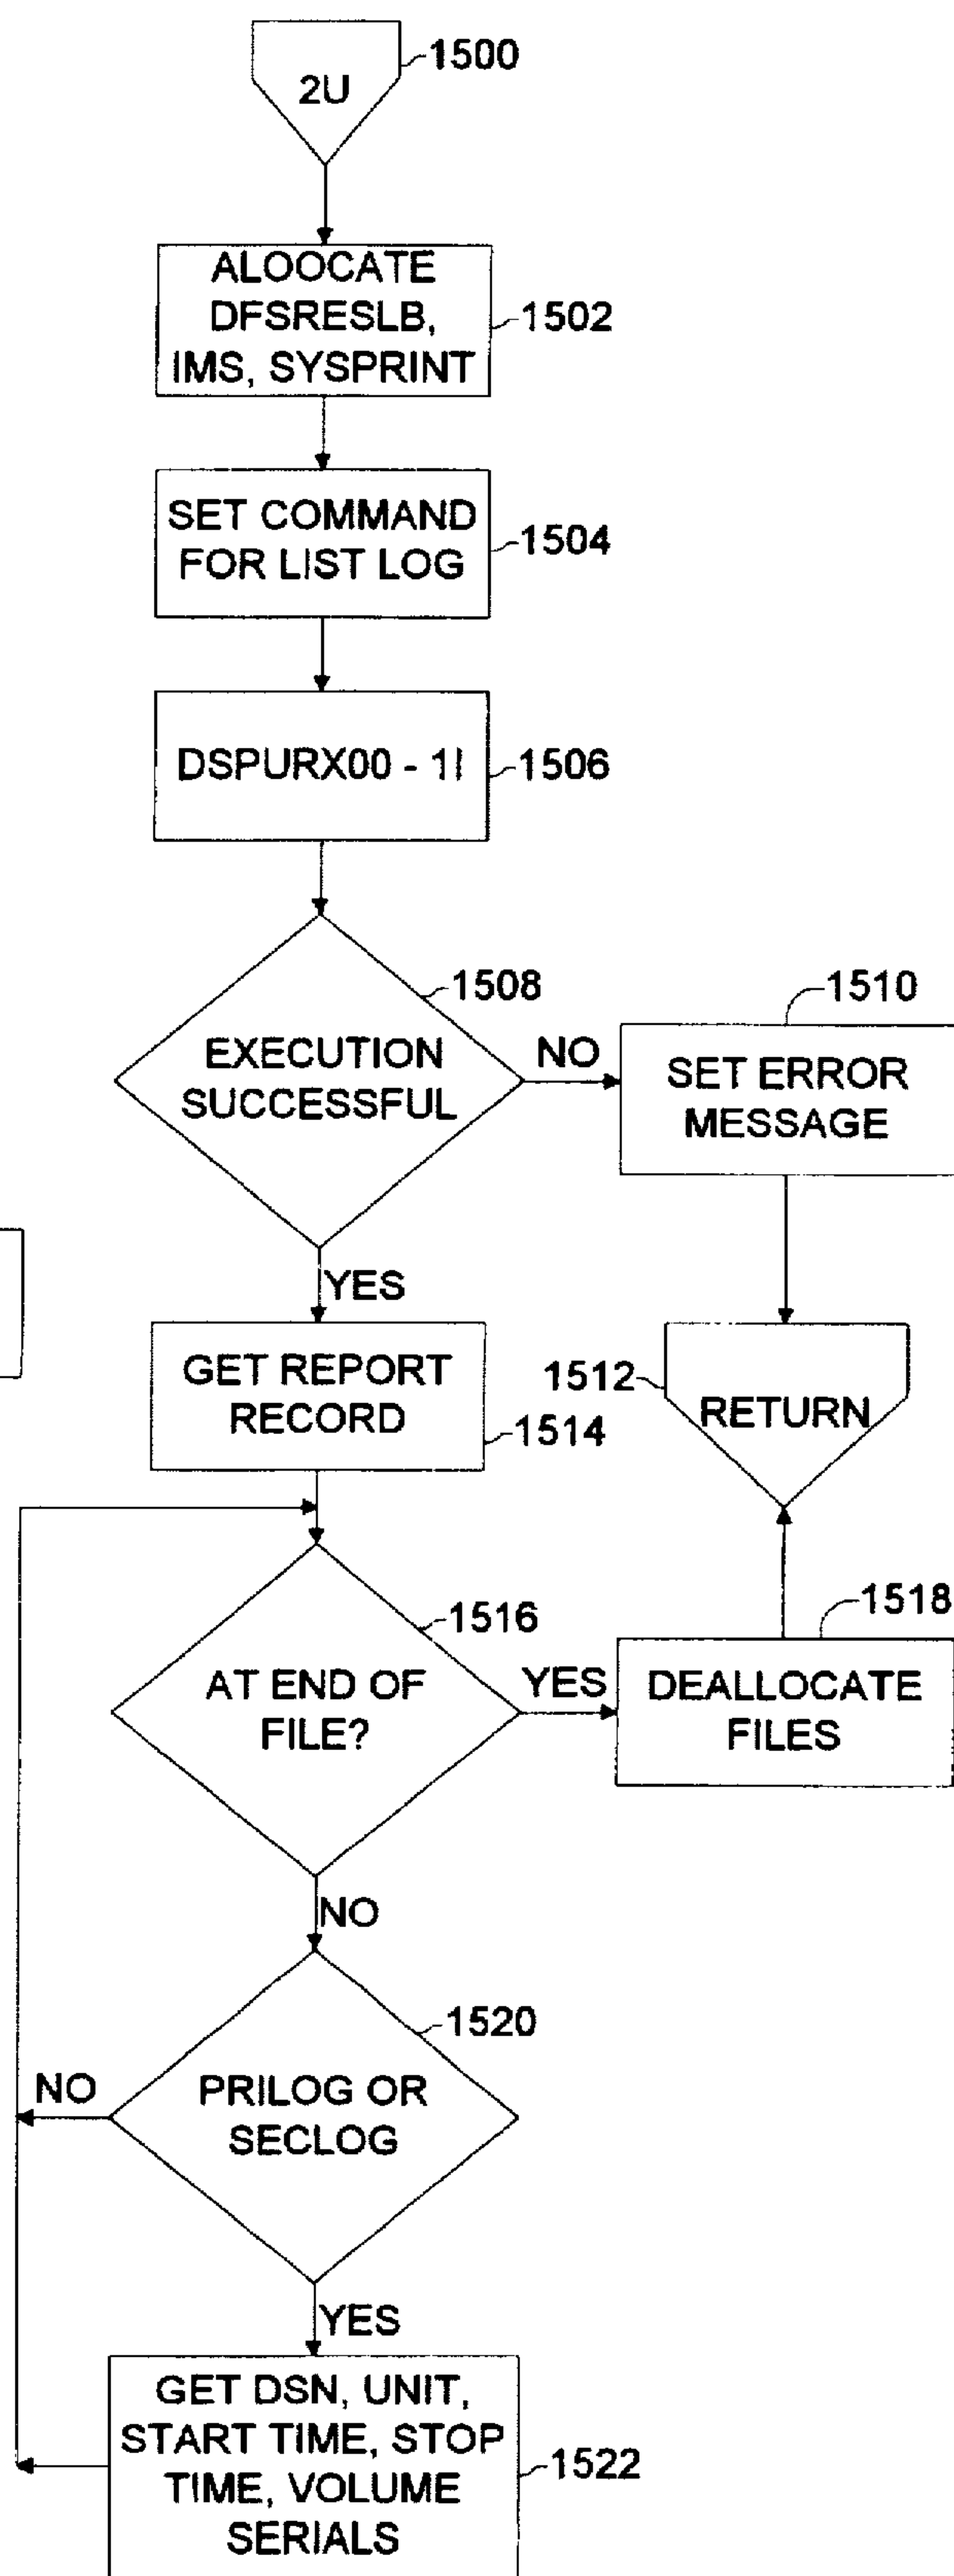 2U
1500
ALOOCATE
DFSRESLB,
IMS, SYSPRINT
1502
SET COMMAND
FOR LIST LOG
1504
DSPURX00 - 1I
1506
1508
EXECUTION
SUCCESSFUL
NO
1510
SET ERROR
MESSAGE
YES
GET REPORT
RECORD
1514
1512
RETURN
1516
AT END OF
FILE?
YES
1518
DEALLOCATE
FILES
NO
1520
PRILOG OR
SECLOG
NO
YES
GET DSN, UNIT,
START TIME, STOP
TIME, VOLUME
SERIALS
1522